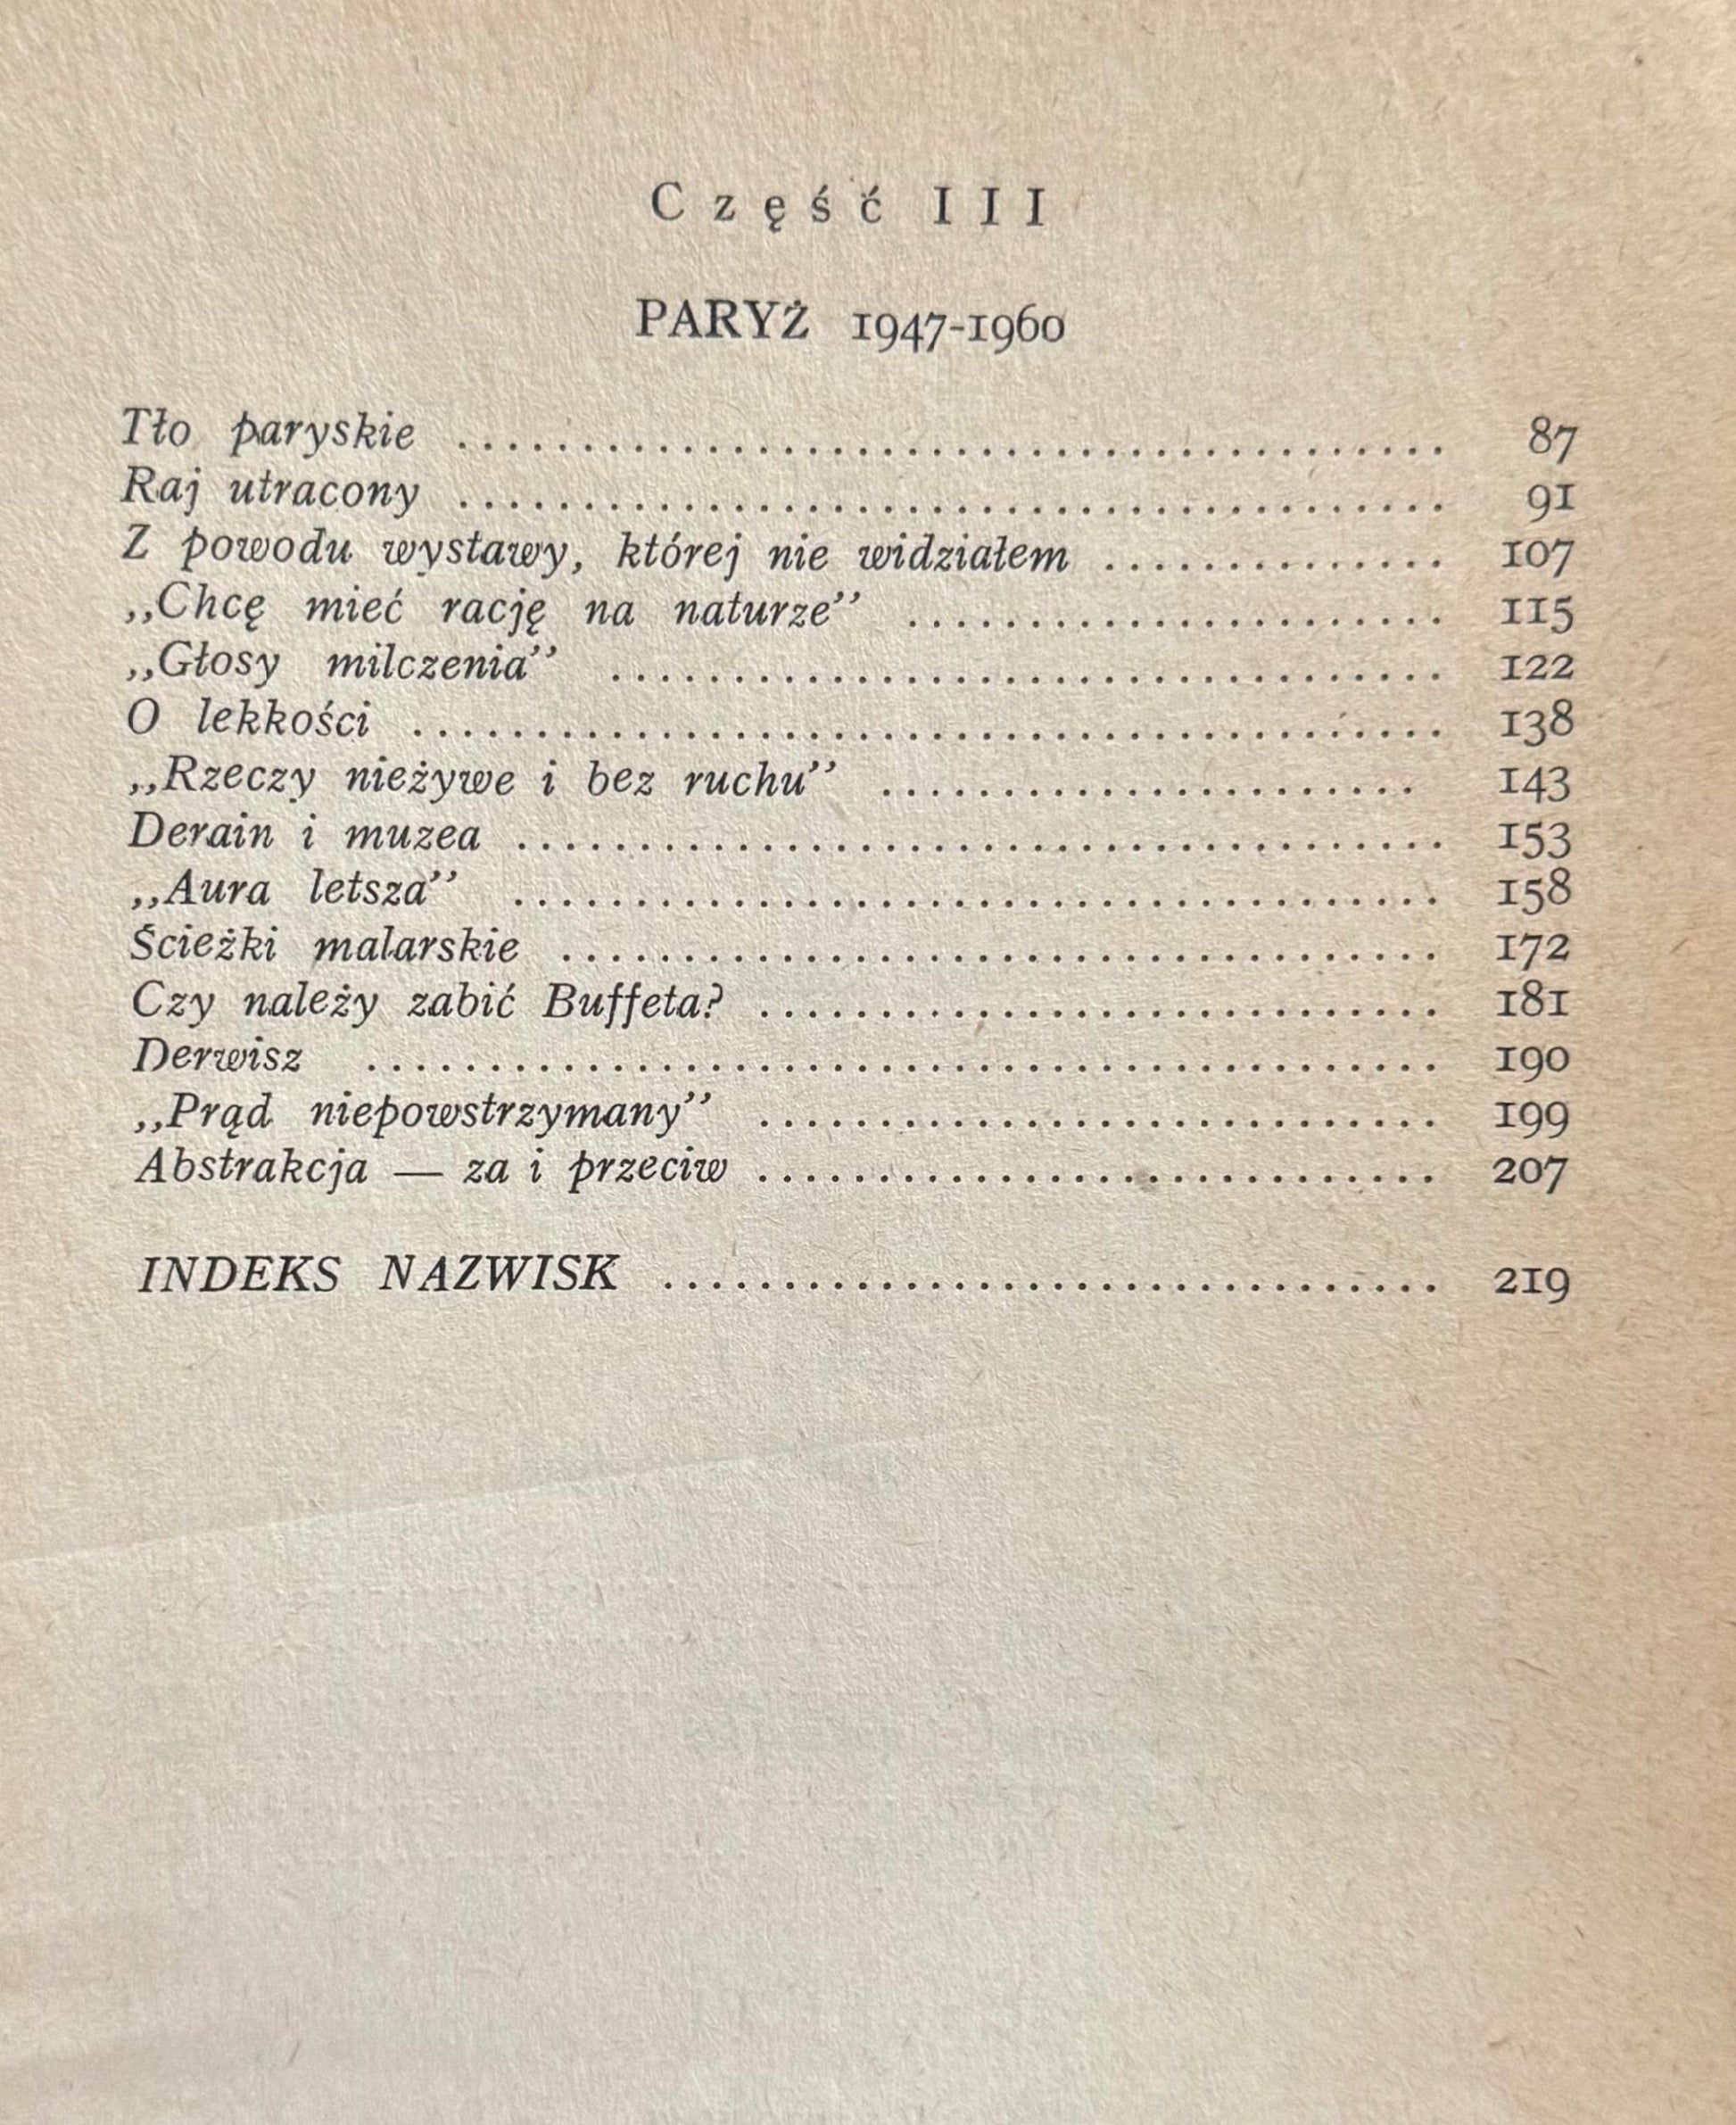 Część III
PARYŻ 1947-1960
Tło paryskie ........................................ 87
Raj utracony ........................................ 91
Z powodu wystawy, której nie widziałem .............. 107
,,Chcę mieć rację na naturze’’ ...................... 115
,,Głosy milczenia’’ .................................. 122
O lekkości .......................................... 138
,,Rzeczy nieżywe i bez ruchu’’ ...................... 143
Derain i muzea ...................................... 153
,,Aura letsza’’ ...................................... 158
Ścieżki malarskie .................................... 172
Czy należy zabić Buffeta? ............................ 181
Derwisz ............................................ 190
,,Prąd niepowstrzymany’’ ............................ 199
Abstrakcja — za i przeciw ............................ 207
INDEKS NAZWISK ................................ 219